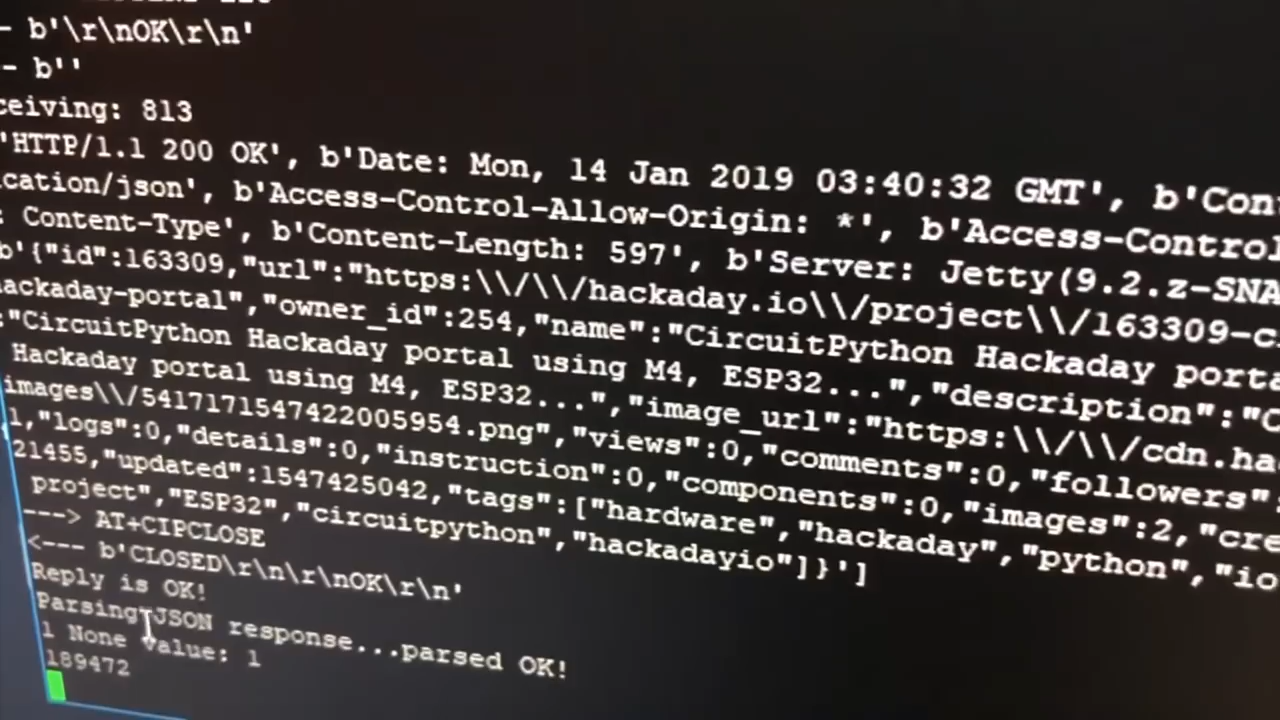 - b'\r\nOK\r\n'
- b''
ceiving: 813
'HTTP/1.1 200 OK', b'Date: Mon, 14 Jan 2019 03:40:32 GMT', b'Con
cation/json', b'Access-Control-Allow-Origin: *', b'Access-Control
: Content-Type', b'Content-Length: 597', b'Server: Jetty(9.2.z-SNA
b'{"id":163309,"url":"https:\\/\\/hackaday.io\\/project\\/163309-c
ackaday-portal","owner_id":254,"name":"CircuitPython Hackaday porta
:"CircuitPython Hackaday portal using M4, ESP32...","description":"C
Hackaday portal using M4, ESP32...","image_url":"https:\\/\\/cdn.ha
images\\/5417171547422005954.png","views":0,"comments":0,"followers":
1,"logs":0,"details":0,"instruction":0,"components":0,"images":2,"cre
21455,"updated":1547425042,"tags":["hardware","hackaday","python","io
project","ESP32","circuitpython","hackadayio"]}']
---> AT+CIPCLOSE
<--- b'CLOSED\r\n\r\nOK\r\n'
Reply is OK!
Parsing JSON response...parsed OK!
1 None Value: 1
189472